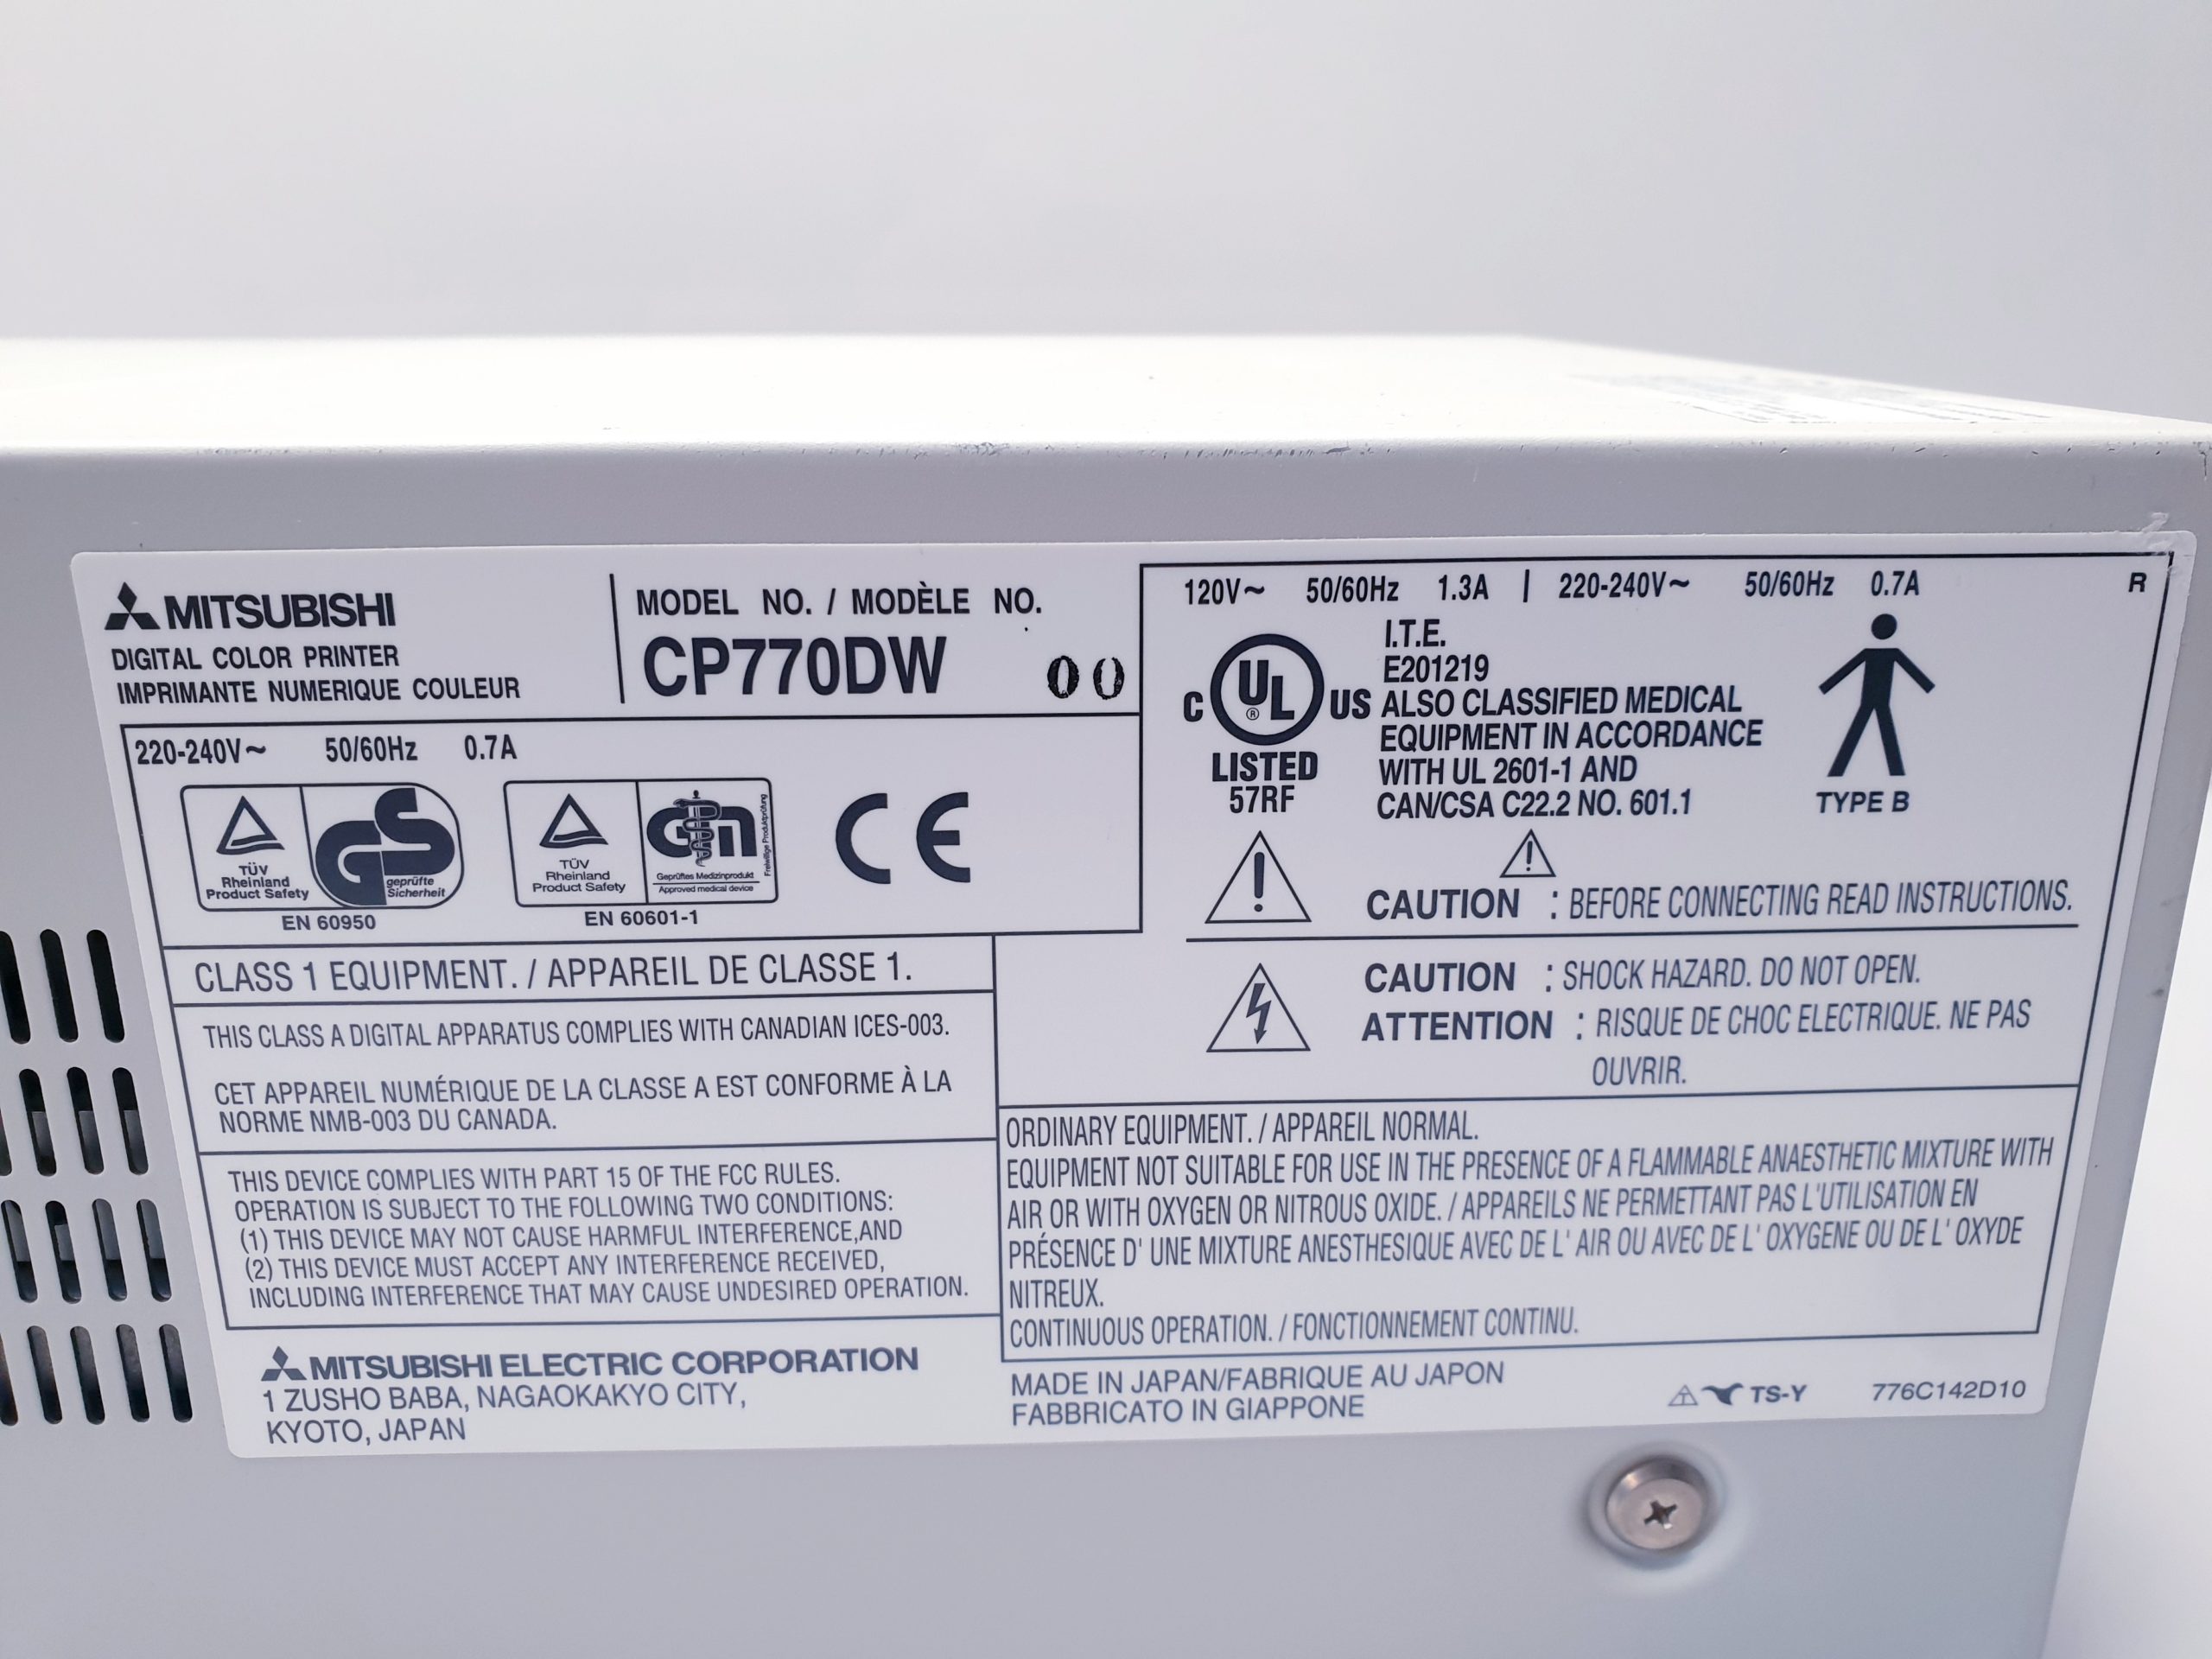 MITSUBISHI
DIGITAL COLOR PRINTER
IMPRIMANTE NUMERIQUE COULEUR
MODEL NO. / MODÈLE NO.
CP770DW 00
220-240V~ 50/60Hz 0.7A
TÜV
Rheinland
Product Safety
GS
geprüfte
Sicherheit
EN 60950
TÜV
Rheinland
Product Safety
Geprüftes Medizinprodukt
Approved medical device
Freiwillige Produktprüfung
EN 60601-1
CE
120V~ 50/60Hz 1.3A | 220-240V~ 50/60Hz 0.7A R
C UL ® US
LISTED
57RF
I.T.E.
E201219
ALSO CLASSIFIED MEDICAL
EQUIPMENT IN ACCORDANCE
WITH UL 2601-1 AND
CAN/CSA C22.2 NO. 601.1
TYPE B
CAUTION : BEFORE CONNECTING READ INSTRUCTIONS.
CAUTION : SHOCK HAZARD. DO NOT OPEN.
ATTENTION : RISQUE DE CHOC ELECTRIQUE. NE PAS
OUVRIR.
CLASS 1 EQUIPMENT. / APPAREIL DE CLASSE 1.
THIS CLASS A DIGITAL APPARATUS COMPLIES WITH CANADIAN ICES-003.
CET APPAREIL NUMÉRIQUE DE LA CLASSE A EST CONFORME À LA
NORME NMB-003 DU CANADA.
THIS DEVICE COMPLIES WITH PART 15 OF THE FCC RULES.
OPERATION IS SUBJECT TO THE FOLLOWING TWO CONDITIONS:
(1) THIS DEVICE MAY NOT CAUSE HARMFUL INTERFERENCE,AND
(2) THIS DEVICE MUST ACCEPT ANY INTERFERENCE RECEIVED,
INCLUDING INTERFERENCE THAT MAY CAUSE UNDESIRED OPERATION.
ORDINARY EQUIPMENT. / APPAREIL NORMAL.
EQUIPMENT NOT SUITABLE FOR USE IN THE PRESENCE OF A FLAMMABLE ANAESTHETIC MIXTURE WITH
AIR OR WITH OXYGEN OR NITROUS OXIDE. / APPAREILS NE PERMETTANT PAS L'UTILISATION EN
PRÉSENCE D' UNE MIXTURE ANESTHESIQUE AVEC DE L' AIR OU AVEC DE L' OXYGENE OU DE L' OXYDE
NITREUX.
CONTINUOUS OPERATION. / FONCTIONNEMENT CONTINU.
MITSUBISHI ELECTRIC CORPORATION
1 ZUSHO BABA, NAGAOKAKYO CITY,
KYOTO, JAPAN
MADE IN JAPAN/FABRIQUE AU JAPON
FABBRICATO IN GIAPPONE
TS-Y 776C142D10